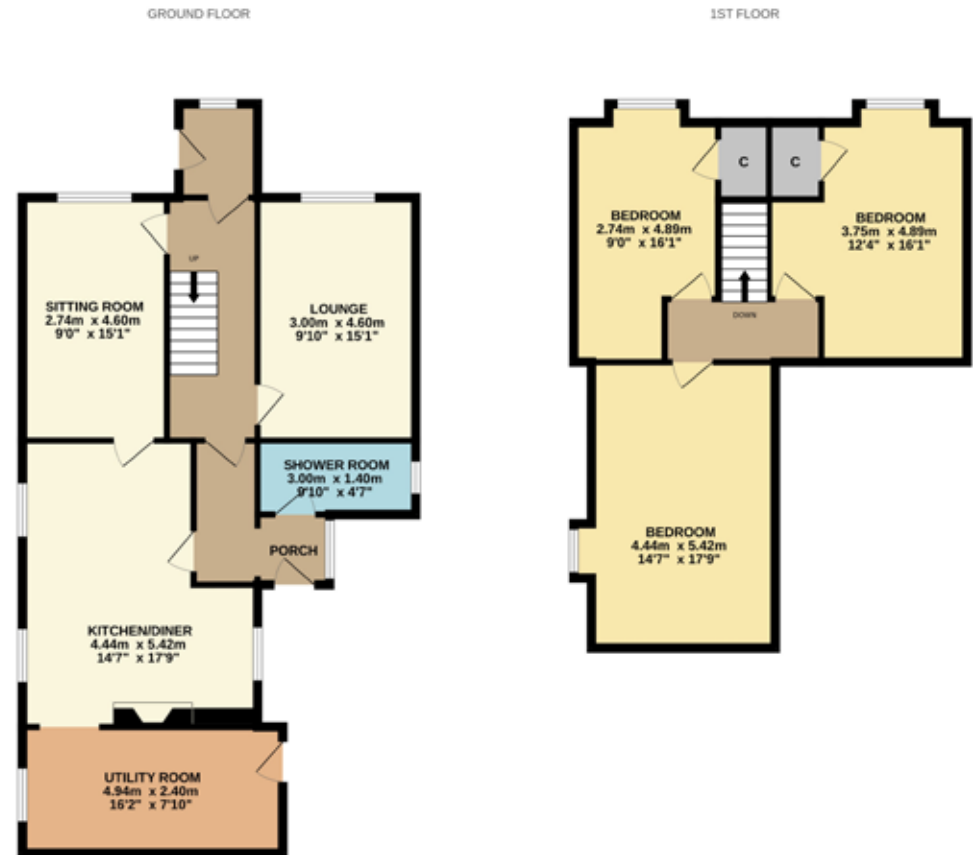 GROUND FLOOR
UP
SITTING ROOM
2.74m x 4.60m
9'0" x 15'1"
LOUNGE
3.00m x 4.60m
9'10" x 15'1"
SHOWER ROOM
3.00m x 1.40m
9'10" x 4'7"
PORCH
KITCHEN/DINER
4.44m x 5.42m
14'7" x 17'9"
UTILITY ROOM
4.94m x 2.40m
16'2" x 7'10"
1ST FLOOR
C
C
BEDROOM
2.74m x 4.89m
9'0" x 16'1"
BEDROOM
3.75m x 4.89m
12'4" x 16'1"
DOWN
BEDROOM
4.44m x 5.42m
14'7" x 17'9"